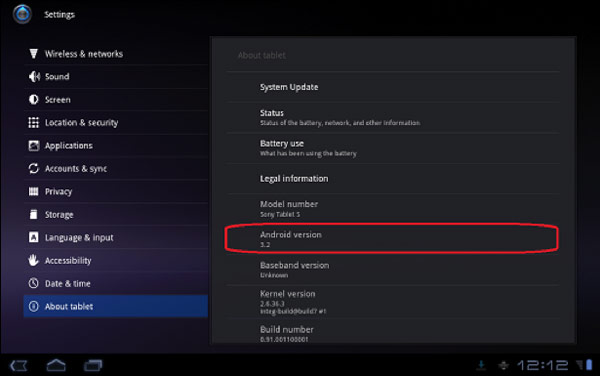 Settings
Wireless & networks
Sound
Screen
Location & security
Applications
Accounts & sync
Privacy
Storage
Language & input
Accessibility
Date & time
About tablet
About tablet
System Update
Status
Status of the battery, network, and other information
Battery use
What has been using the battery
Legal information
Model number
Sony Tablet S
Android version
3.2
Baseband version
Unknown
Kernel version
2.6.36.3
integ-build@build7 #1
Build number
0.91.001100001
12:12